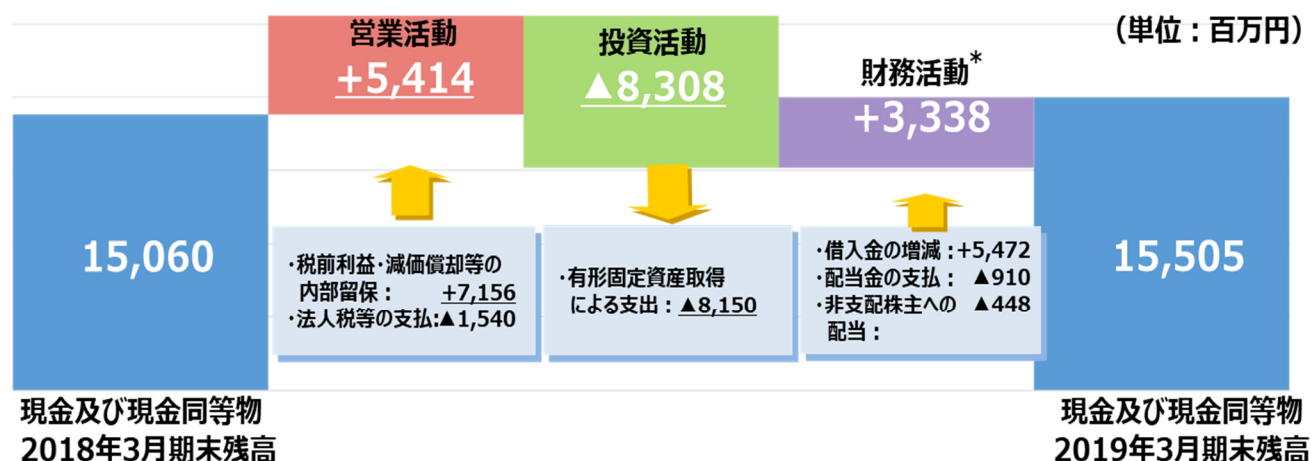 (単位：百万円)
営業活動
+5,414
投資活動
▲8,308
財務活動*
+3,338
15,060
・税前利益・減価償却等の
内部留保： +7,156
・法人税等の支払:▲1,540
・有形固定資産取得
による支出：▲8,150
・借入金の増減：+5,472
・配当金の支払： ▲910
・非支配株主への ▲448
配当：
15,505
現金及び現金同等物
2018年3月期末残高
現金及び現金同等物
2019年3月期末残高